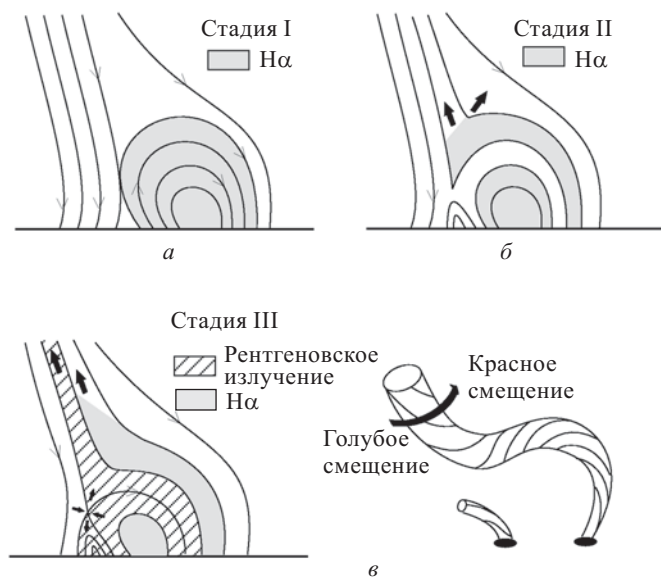 Стадия I
Hα
а
Стадия II
Hα
б
Стадия III
Рентгеновское
излучение
Hα
Красное
смещение
Голубое
смещение
в